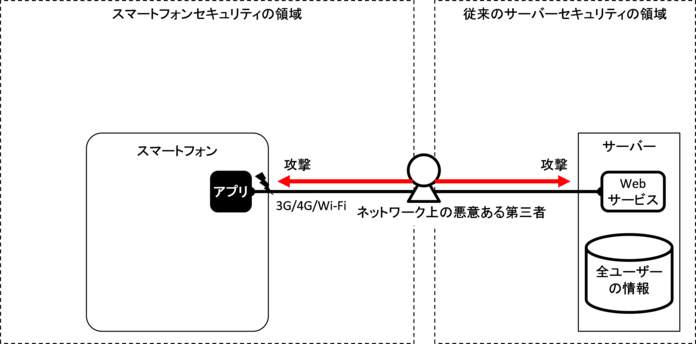 スマートフォンセキュリティの領域
従来のサーバーセキュリティの領域
スマートフォン
アプリ
攻撃
3G/4G/Wi-Fi
ネットワーク上の悪意ある第三者
攻撃
サーバー
Web
サービス
全ユーザー
の情報